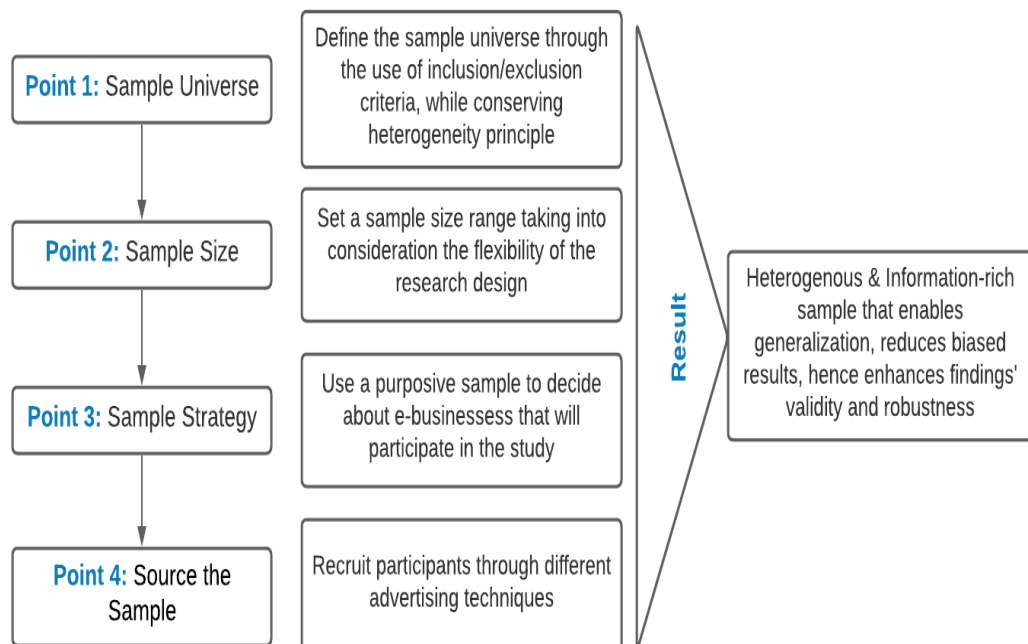 Point 1: Sample Universe
Define the sample universe through
the use of inclusion/exclusion
criteria, while conserving
heterogeneity principle
Point 2: Sample Size
Set a sample size range taking into
consideration the flexibility of the
research design
Point 3: Sample Strategy
Use a purposive sample to decide
about e-businessess that will
participate in the study
Point 4: Source the
Sample
Recruit participants through different
advertising techniques
Result
Heterogenous & Information-rich
sample that enables
generalization, reduces biased
results, hence enhances findings'
validity and robustness